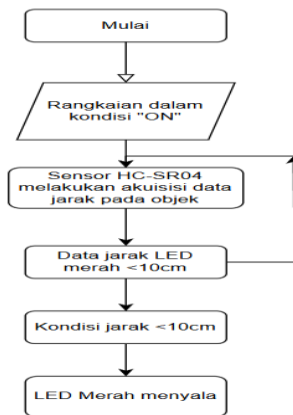 Mulai
Rangkaian dalam
kondisi "ON"
Sensor HC-SR04
melakukan akuisisi data
jarak pada objek
Data jarak LED
merah <10cm
Kondisi jarak <10cm
LED Merah menyala